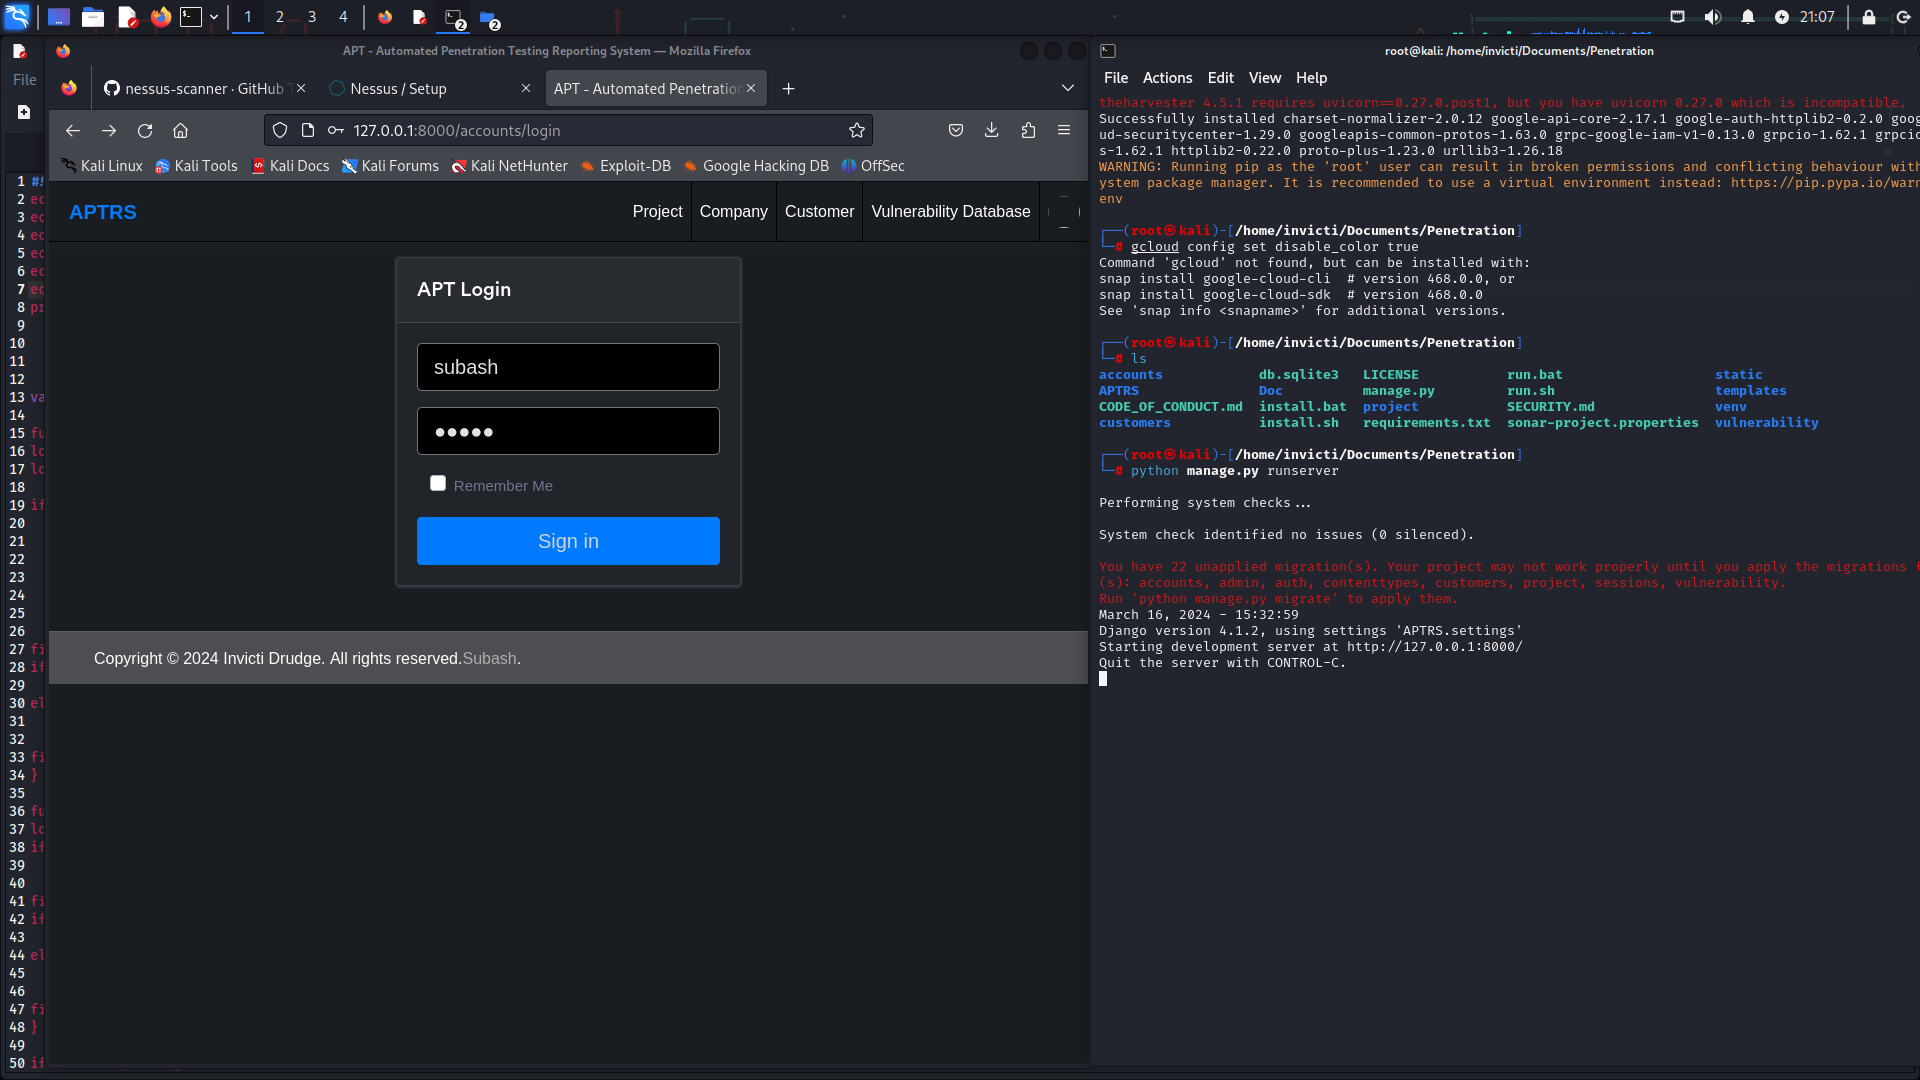 1 2 3 4 2 2 21:07
File
APT - Automated Penetration Testing Reporting System — Mozilla Firefox
nessus-scanner · GitHub Nessus / Setup APT - Automated Penetration
127.0.0.1:8000/accounts/login
Kali Linux Kali Tools Kali Docs Kali Forums Kali NetHunter Exploit-DB Google Hacking DB OffSec
APTRS Project Company Customer Vulnerability Database
APT Login
subash
Remember Me
Sign in
Copyright © 2024 Invicti Drudge. All rights reserved.Subash.
1 #!
2 ec
3 ec
4 ec
5 ec
6 ec
7 ec
8 pr
9
10
11
12
13 va
14
15 fu
16 lo
17 lo
18
19 if
20
21
22
23
24
25
26
27 fi
28 if
29
30 el
31
32
33 fi
34 }
35
36 fu
37 lo
38 if
39
40
41 fi
42 if
43
44 el
45
46
47 fi
48 }
49
50 if
root@kali: /home/invicti/Documents/Penetration
File Actions Edit View Help
theharvester 4.5.1 requires uvicorn==0.27.0.post1, but you have uvicorn 0.27.0 which is incompatible.
Successfully installed charset-normalizer-2.0.12 google-api-core-2.17.1 google-auth-httplib2-0.2.0 goog
ud-securitycenter-1.29.0 googleapis-common-protos-1.63.0 grpc-google-iam-v1-0.13.0 grpcio-1.62.1 grpcio
s-1.62.1 httplib2-0.22.0 proto-plus-1.23.0 urllib3-1.26.18
WARNING: Running pip as the 'root' user can result in broken permissions and conflicting behaviour with
ystem package manager. It is recommended to use a virtual environment instead: https://pip.pypa.io/warn
env
┌──(root㉿kali)-[/home/invicti/Documents/Penetration]
└─# gcloud config set disable_color true
Command 'gcloud' not found, but can be installed with:
snap install google-cloud-cli  # version 468.0.0, or
snap install google-cloud-sdk  # version 468.0.0
See 'snap info <snapname>' for additional versions.
┌──(root㉿kali)-[/home/invicti/Documents/Penetration]
└─# ls
accounts db.sqlite3 LICENSE run.bat static
APTRS Doc manage.py run.sh templates
CODE_OF_CONDUCT.md install.bat project SECURITY.md venv
customers install.sh requirements.txt sonar-project.properties vulnerability
┌──(root㉿kali)-[/home/invicti/Documents/Penetration]
└─# python manage.py runserver
Performing system checks...
System check identified no issues (0 silenced).
You have 22 unapplied migration(s). Your project may not work properly until you apply the migrations f
(s): accounts, admin, auth, contenttypes, customers, project, sessions, vulnerability.
Run 'python manage.py migrate' to apply them.
March 16, 2024 - 15:32:59
Django version 4.1.2, using settings 'APTRS.settings'
Starting development server at http://127.0.0.1:8000/
Quit the server with CONTROL-C.